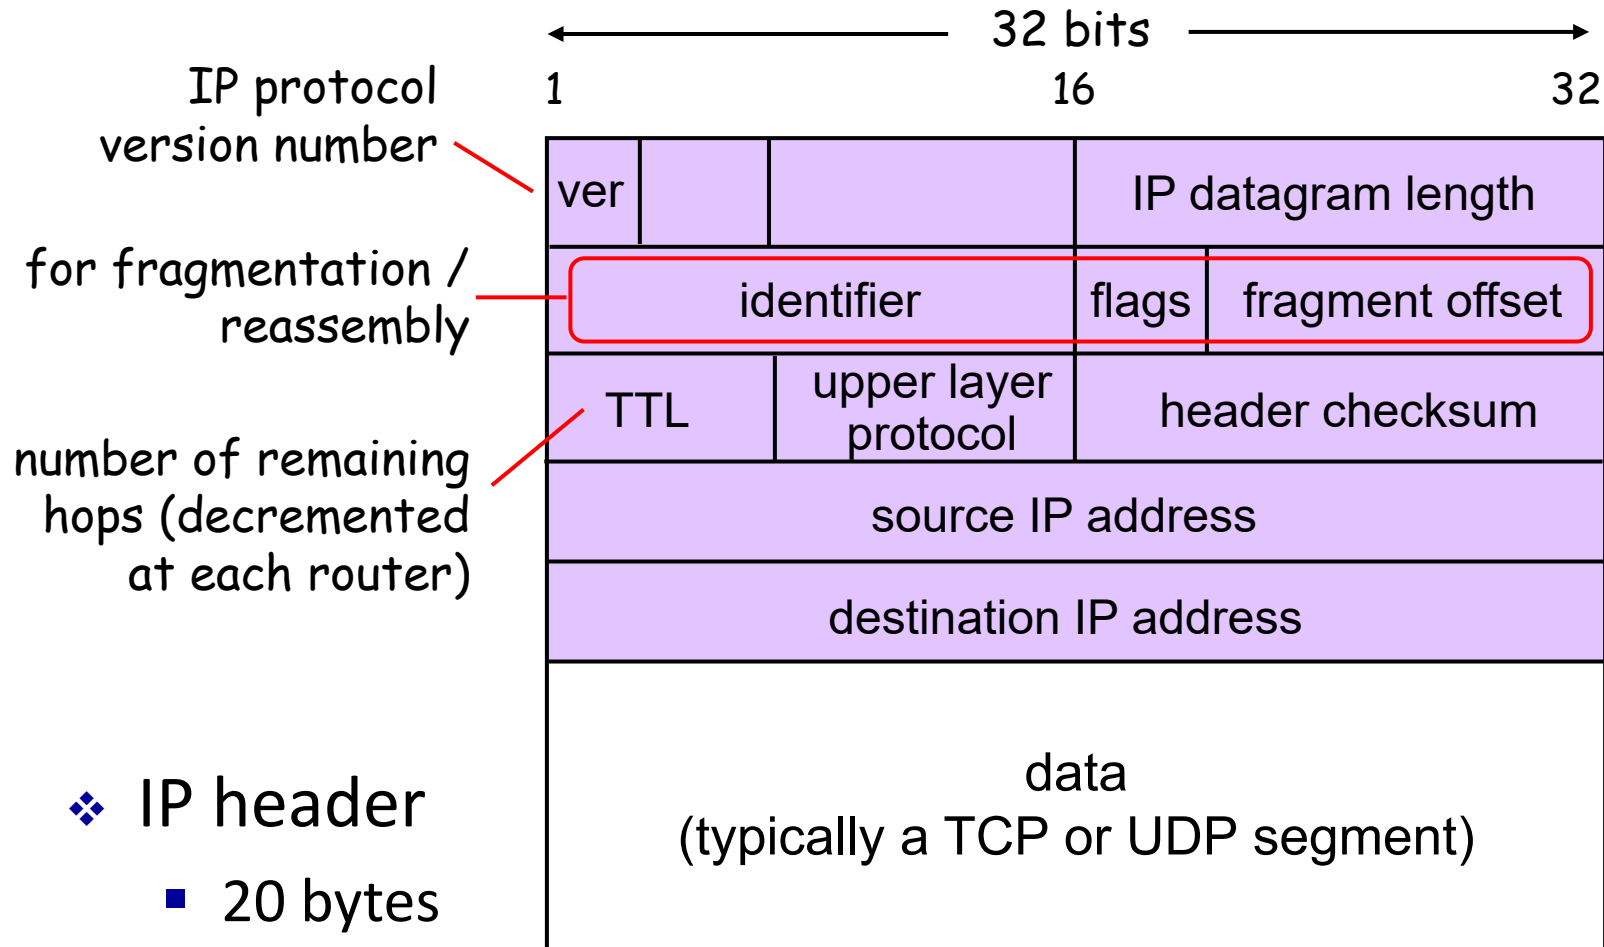 32 bits
1 16 32
IP protocol
version number
ver IP datagram length
for fragmentation /
reassembly
identifier flags fragment offset
TTL upper layer
protocol header checksum
number of remaining
hops (decremented
at each router)
source IP address
destination IP address
data
(typically a TCP or UDP segment)
❖ IP header
▪ 20 bytes